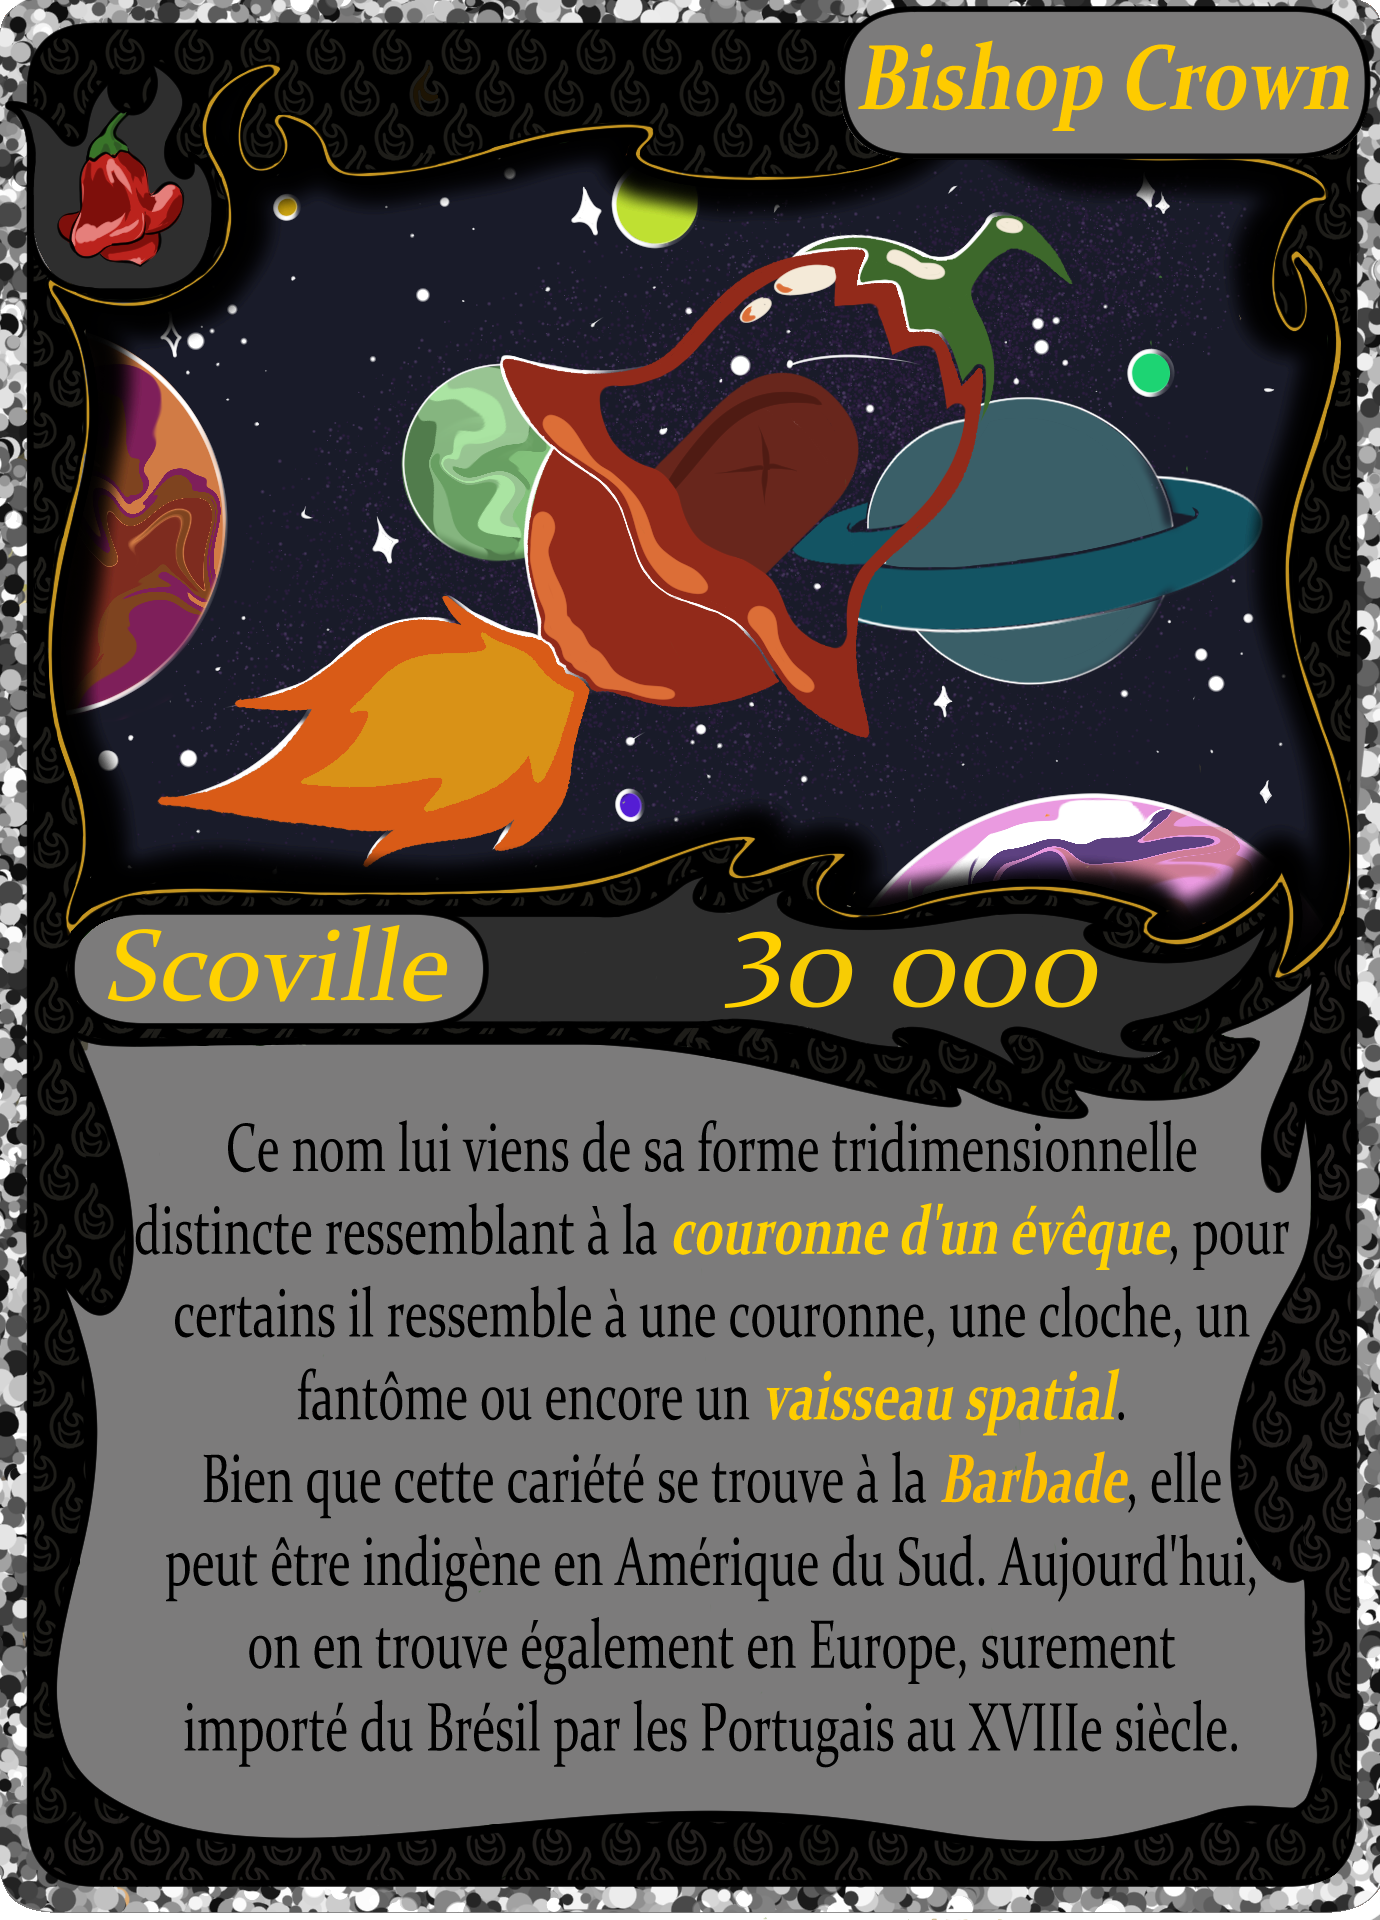 Bishop Crown
Scoville
30 000
Ce nom lui viens de sa forme tridimensionnelle
distincte ressemblant à la couronne d'un évêque, pour
certains il ressemble à une couronne, une cloche, un
fantôme ou encore un vaisseau spatial.
Bien que cette cariété se trouve à la Barbade, elle
peut être indigène en Amérique du Sud. Aujourd'hui,
on en trouve également en Europe, surement
importé du Brésil par les Portugais au XVIIIe siècle.